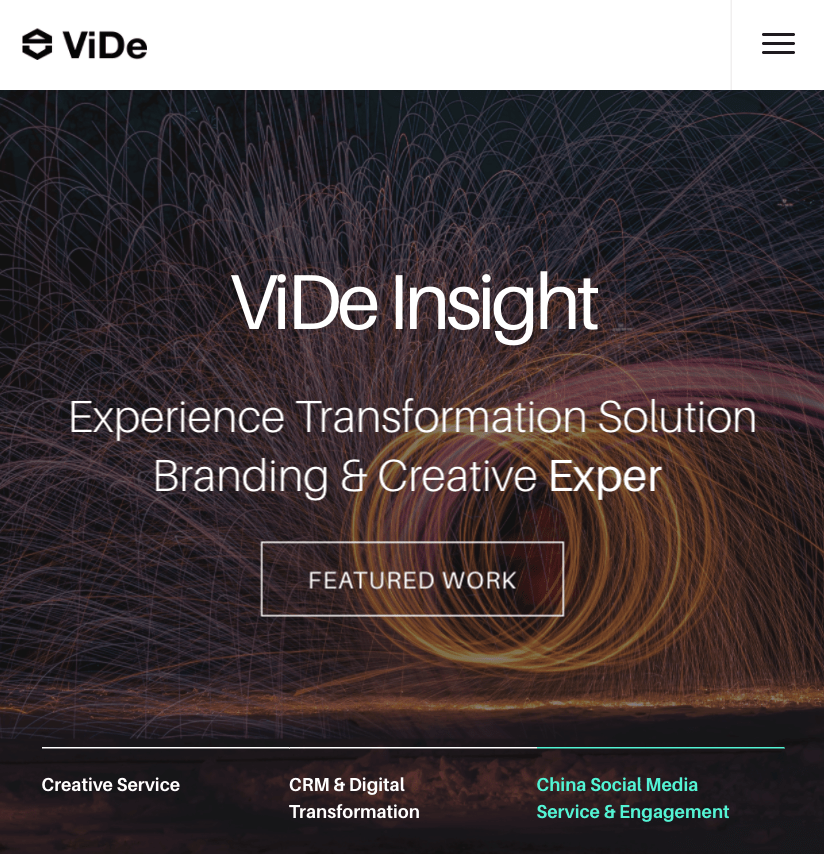 ViDe
ViDe Insight
Experience Transformation Solution
Branding & Creative Exper
FEATURED WORK
Creative Service
CRM & Digital
Transformation
China Social Media
Service & Engagement